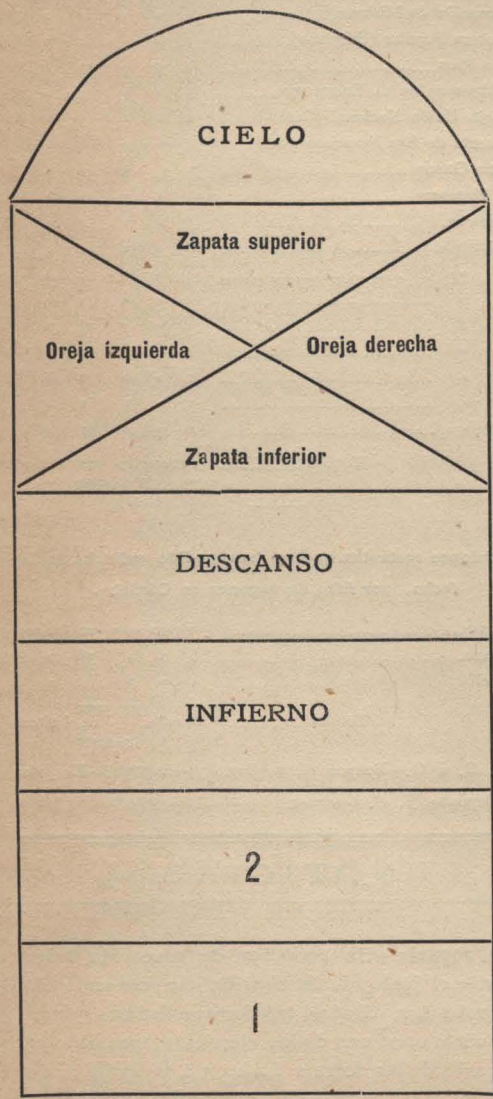 CIELO
Zapata superior
Oreja izquierda Oreja derecha
Zapata inferior
DESCANSO
INFIERNO
2
1